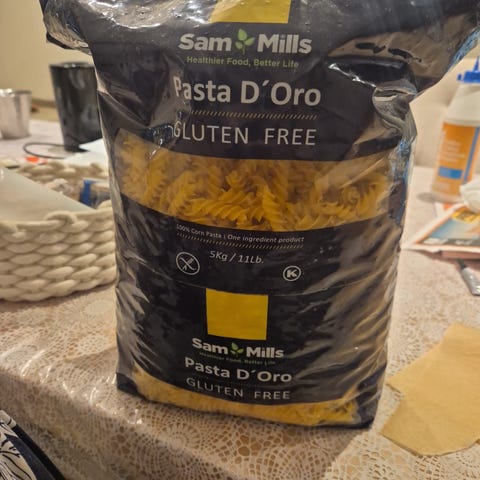 Sam Mills
Healthier Food, Better Life
Pasta D´Oro
GLUTEN FREE
100% Corn Pasta | One ingredient product
5Kg / 11Lb.
K
Sam Mills
Healthier Food, Better Life
Pasta D´Oro
GLUTEN FREE